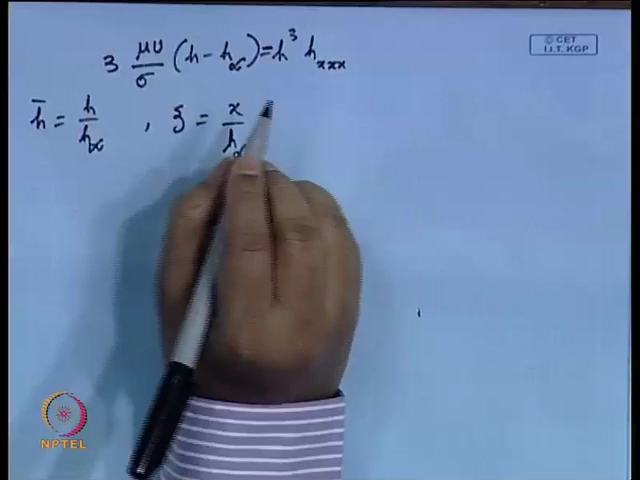 3 μU/σ (h - h∞) = h³ hₓₓₓ
h̄ = h/h∞ , ξ = x/h∞
© CET
I.I.T. KGP
NPTEL